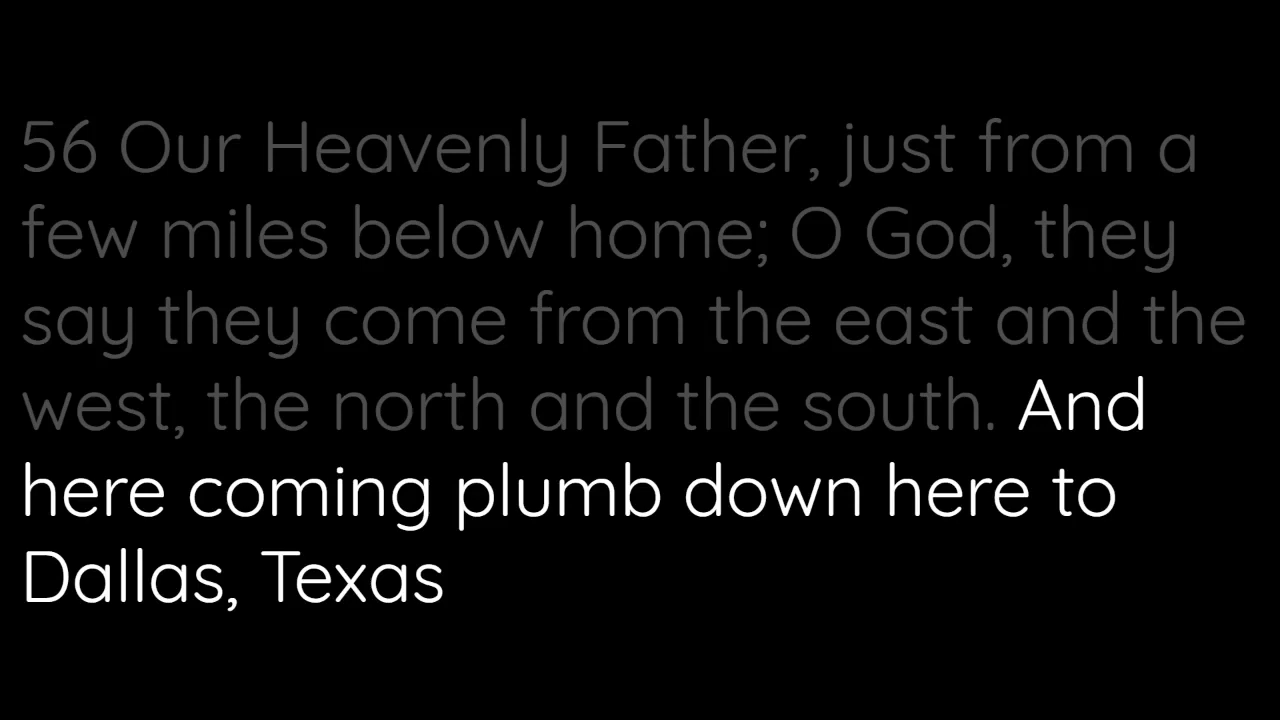 56 Our Heavenly Father, just from a
few miles below home; O God, they
say they come from the east and the
west, the north and the south. And
here coming plumb down here to
Dallas, Texas